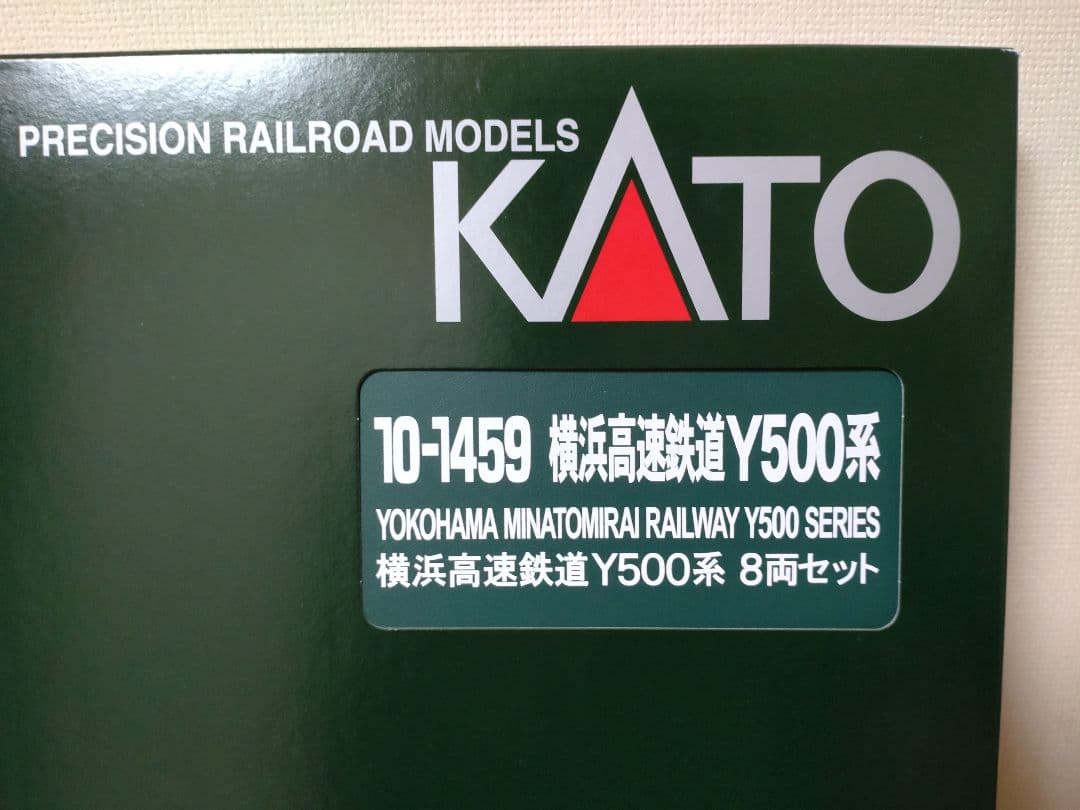 PRECISION RAILROAD MODELS
KATO
10-1459 横浜高速鉄道Y500系
YOKOHAMA MINATOMIRAI RAILWAY Y500 SERIES
横浜高速鉄道Y500系 8両セット